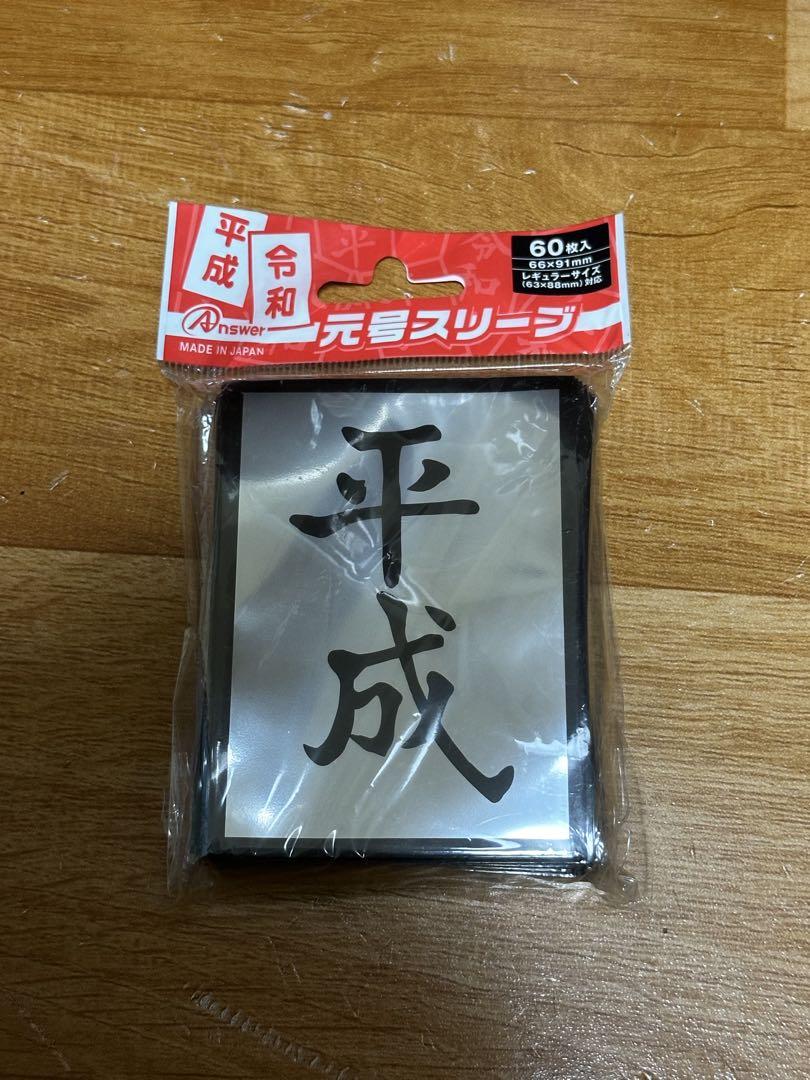 平成
令和
60枚入
66×91mm
レギュラーサイズ
(63×88mm)対応
Answer
元号スリーブ
MADE IN JAPAN
平成